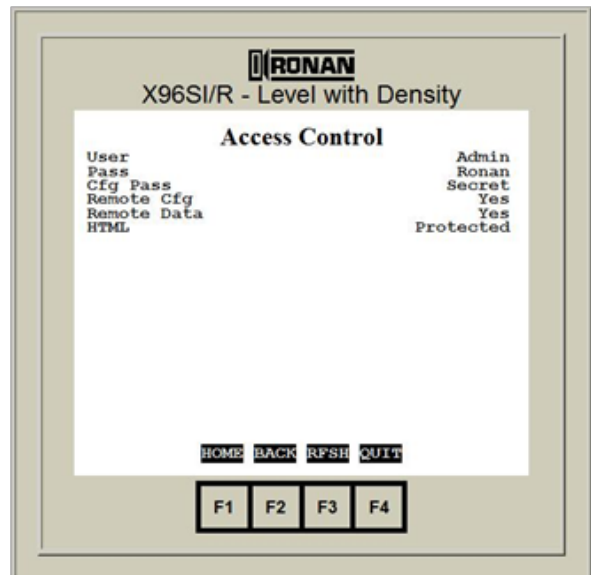 RONAN
X96SI/R - Level with Density
Access Control
User Admin
Pass Ronan
Cfg Pass Secret
Remote Cfg Yes
Remote Data Yes
HTML Protected
HOME BACK RFSH QUIT
F1 F2 F3 F4